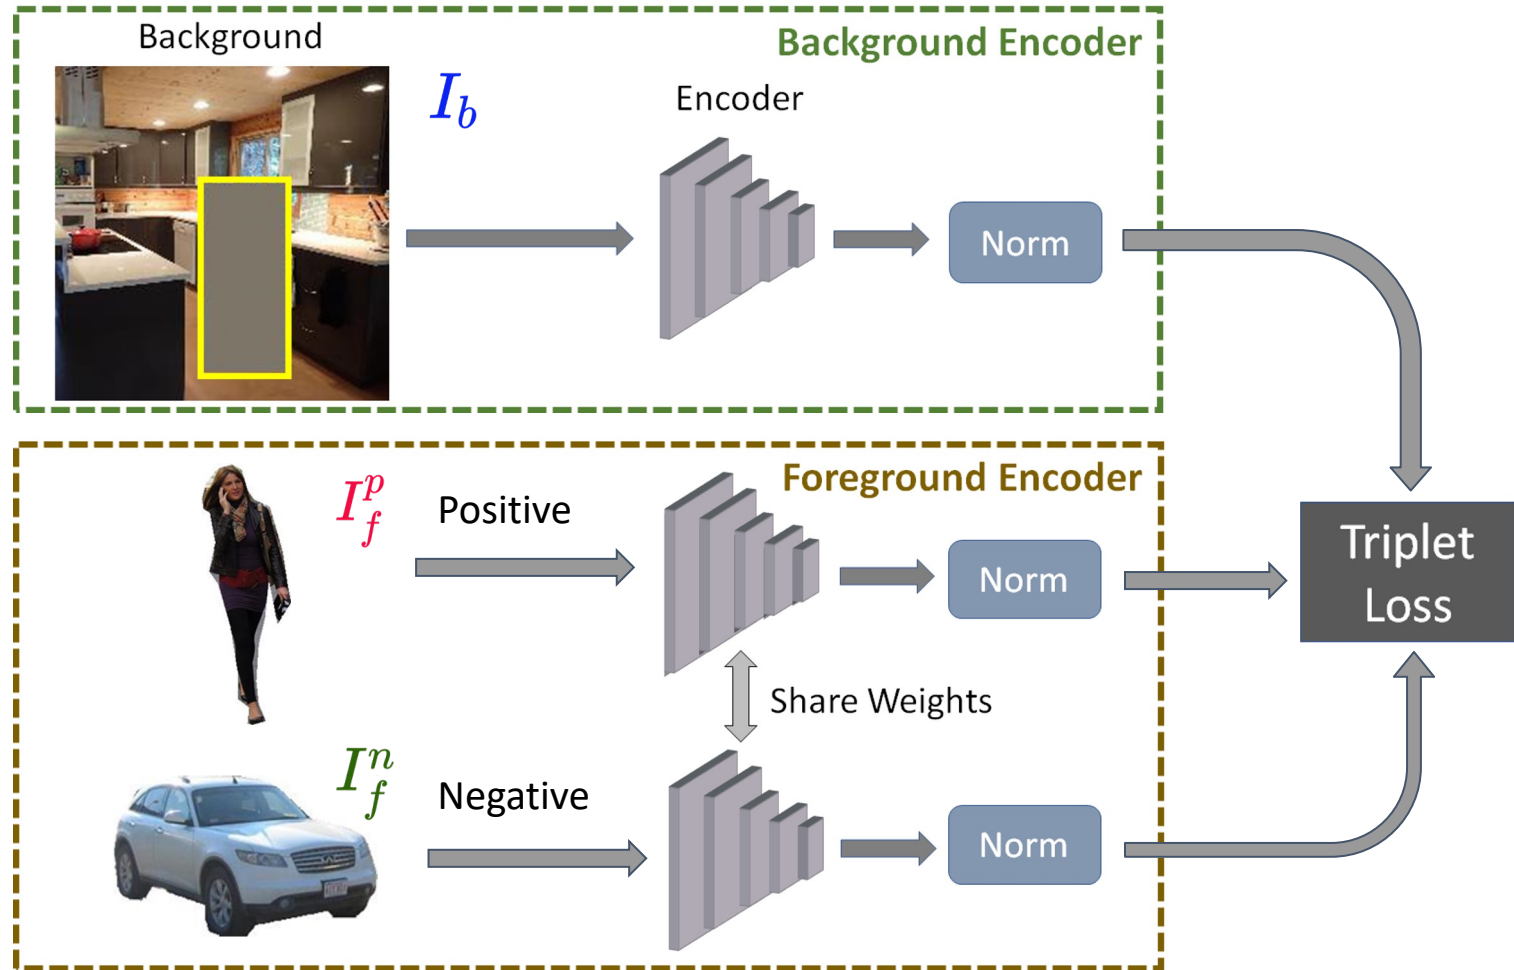 Background
Background Encoder
I_b
Encoder
Norm
Foreground Encoder
I_f^p
Positive
Norm
Triplet
Loss
Share Weights
I_f^n
Negative
Norm